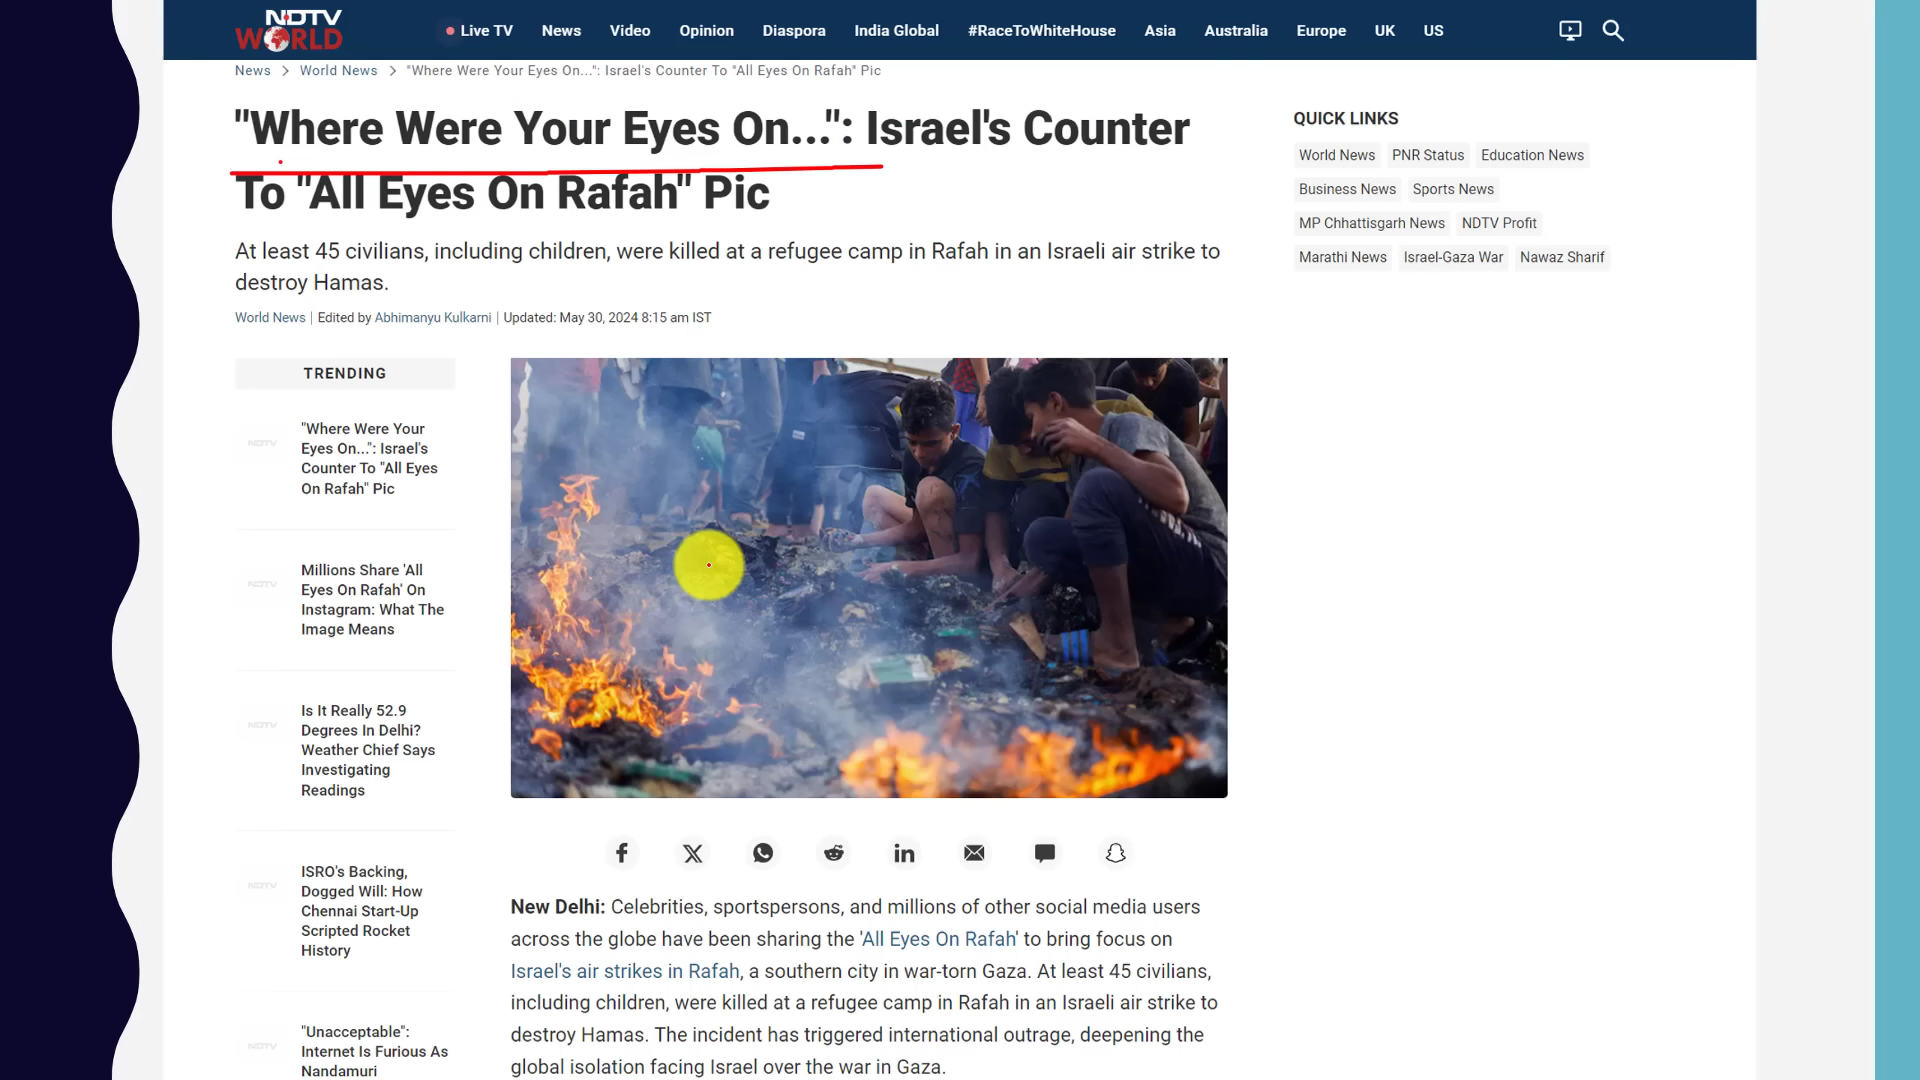 NDTV
WORLD
Live TV
News
Video
Opinion
Diaspora
India Global
#RaceToWhiteHouse
Asia
Australia
Europe
UK
US
News > World News > "Where Were Your Eyes On...": Israel's Counter To "All Eyes On Rafah" Pic
"Where Were Your Eyes On...": Israel's Counter
To "All Eyes On Rafah" Pic
At least 45 civilians, including children, were killed at a refugee camp in Rafah in an Israeli air strike to
destroy Hamas.
World News | Edited by Abhimanyu Kulkarni | Updated: May 30, 2024 8:15 am IST
QUICK LINKS
World News
PNR Status
Education News
Business News
Sports News
MP Chhattisgarh News
NDTV Profit
Marathi News
Israel-Gaza War
Nawaz Sharif
TRENDING
NDTV
"Where Were Your
Eyes On...": Israel's
Counter To "All Eyes
On Rafah" Pic
NDTV
Millions Share 'All
Eyes On Rafah' On
Instagram: What The
Image Means
NDTV
Is It Really 52.9
Degrees In Delhi?
Weather Chief Says
Investigating
Readings
NDTV
ISRO's Backing,
Dogged Will: How
Chennai Start-Up
Scripted Rocket
History
NDTV
"Unacceptable":
Internet Is Furious As
Nandamuri
New Delhi: Celebrities, sportspersons, and millions of other social media users
across the globe have been sharing the 'All Eyes On Rafah' to bring focus on
Israel's air strikes in Rafah, a southern city in war-torn Gaza. At least 45 civilians,
including children, were killed at a refugee camp in Rafah in an Israeli air strike to
destroy Hamas. The incident has triggered international outrage, deepening the
global isolation facing Israel over the war in Gaza.